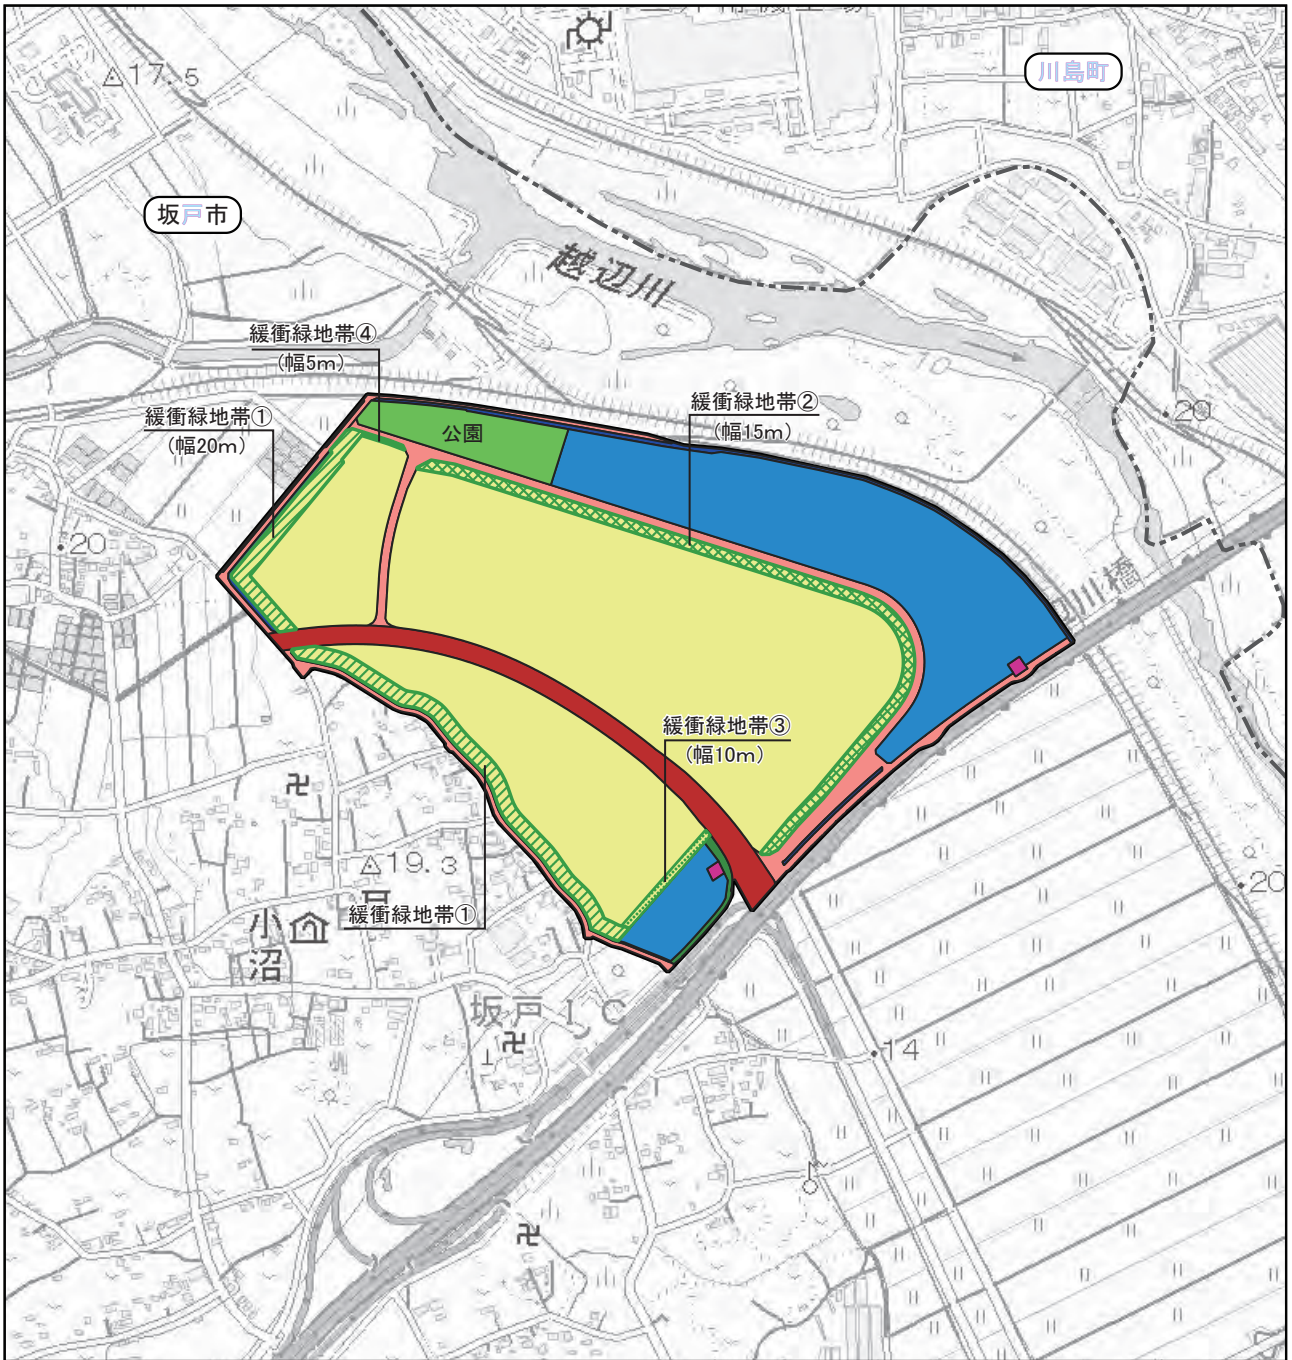 川島町
17.5
坂戸市
越辺川
緩衝緑地帯④
(幅5m)
緩衝緑地帯①
(幅20m)
緩衝緑地帯②
(幅15m)
公園
20
20
川橋
緩衝緑地帯③
(幅10m)
19.3
緩衝緑地帯①
小沼
20
坂戸IC
14